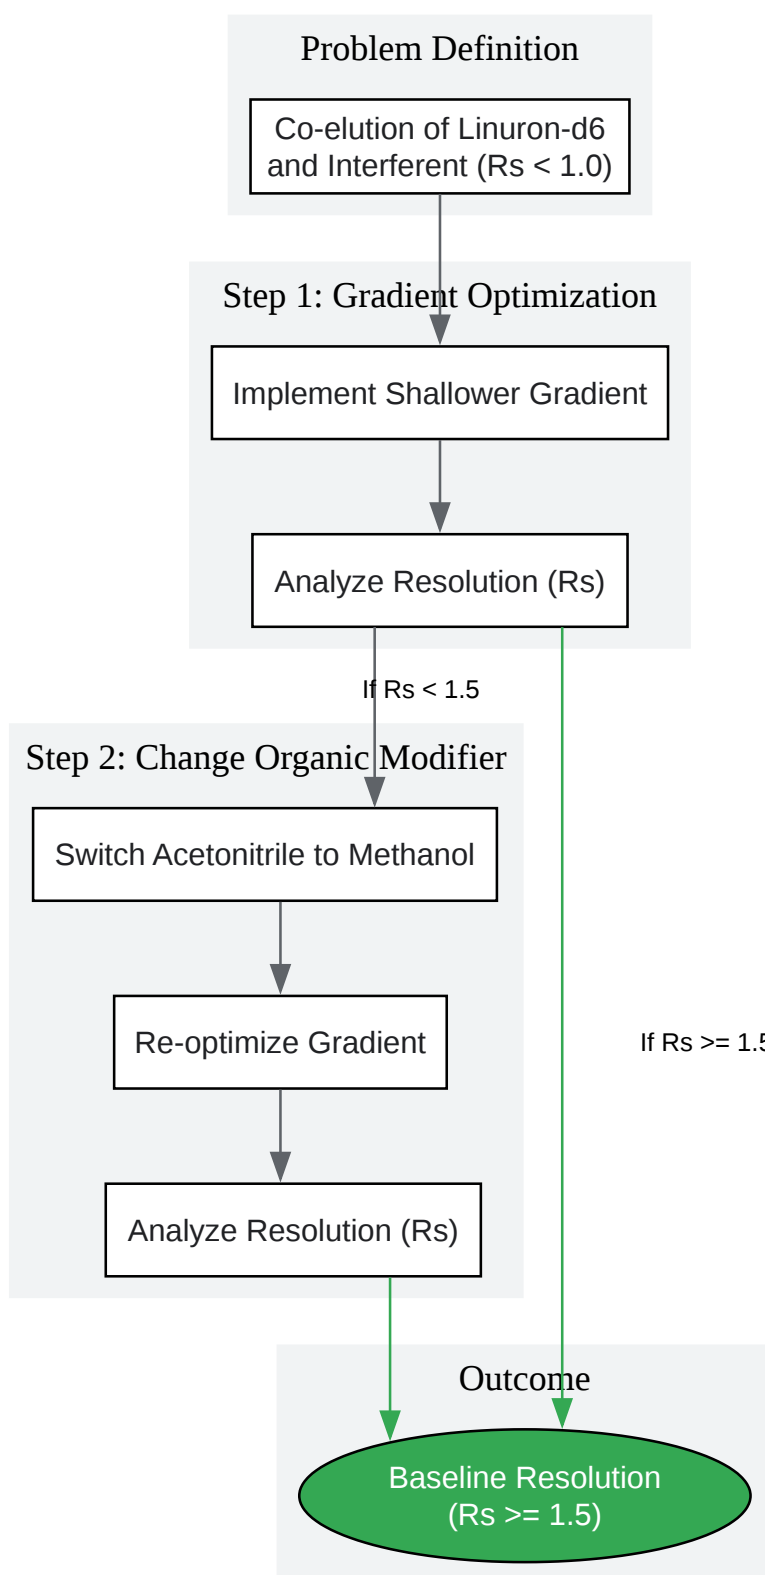 Problem Definition
Co-elution of Linuron-d6
and Interferent (Rs < 1.0)
Step 1: Gradient Optimization
Implement Shallower Gradient
Analyze Resolution (Rs)
If Rs < 1.5
Step 2: Change Organic Modifier
Switch Acetonitrile to Methanol
Re-optimize Gradient
If Rs >= 1.5
Analyze Resolution (Rs)
Outcome
Baseline Resolution
(Rs >= 1.5)